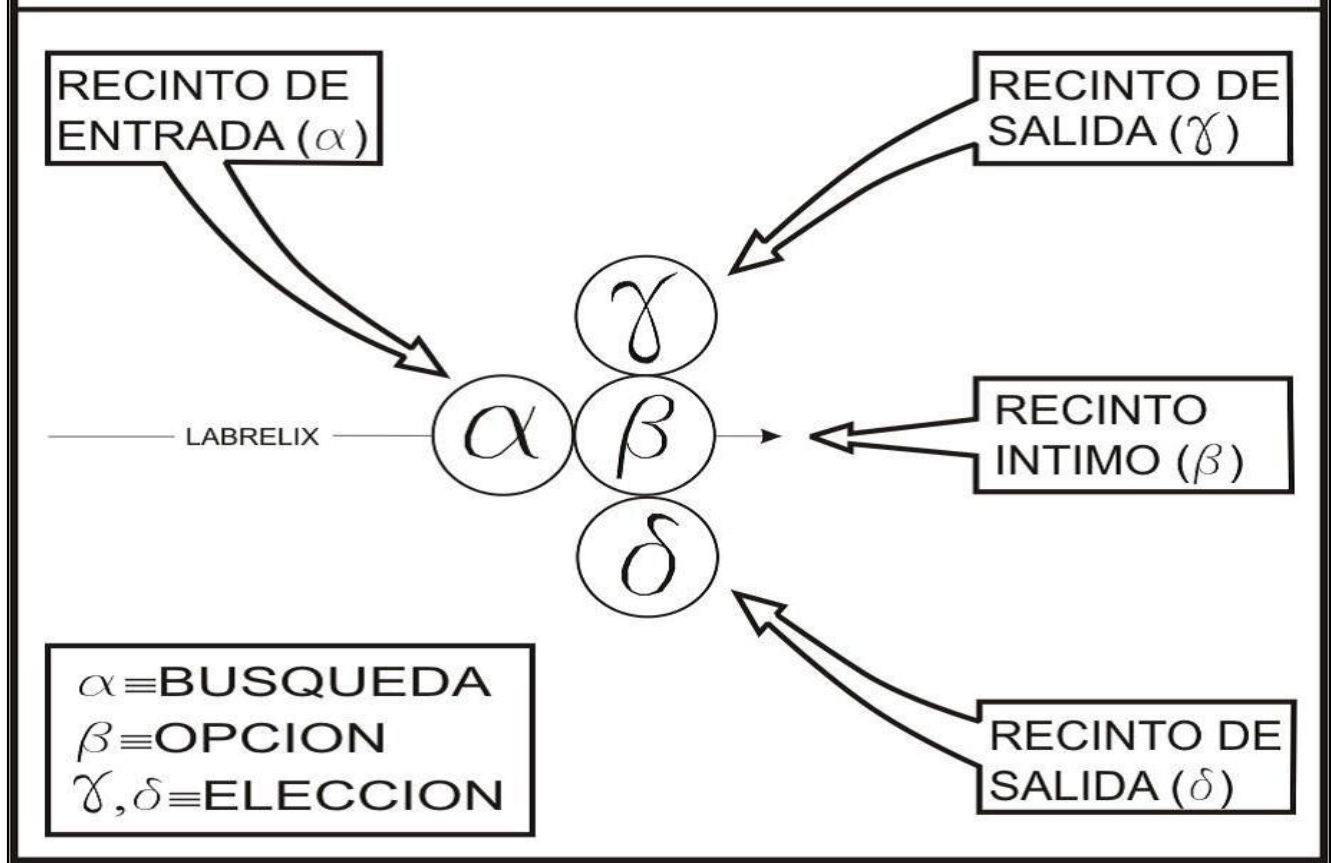 RECINTO DE
ENTRADA (α)
RECINTO DE
SALIDA (γ)
γ
LABRELIX
α
β
RECINTO
INTIMO (β)
δ
α≡BUSQUEDA
β≡OPCION
γ,δ≡ELECCION
RECINTO DE
SALIDA (δ)